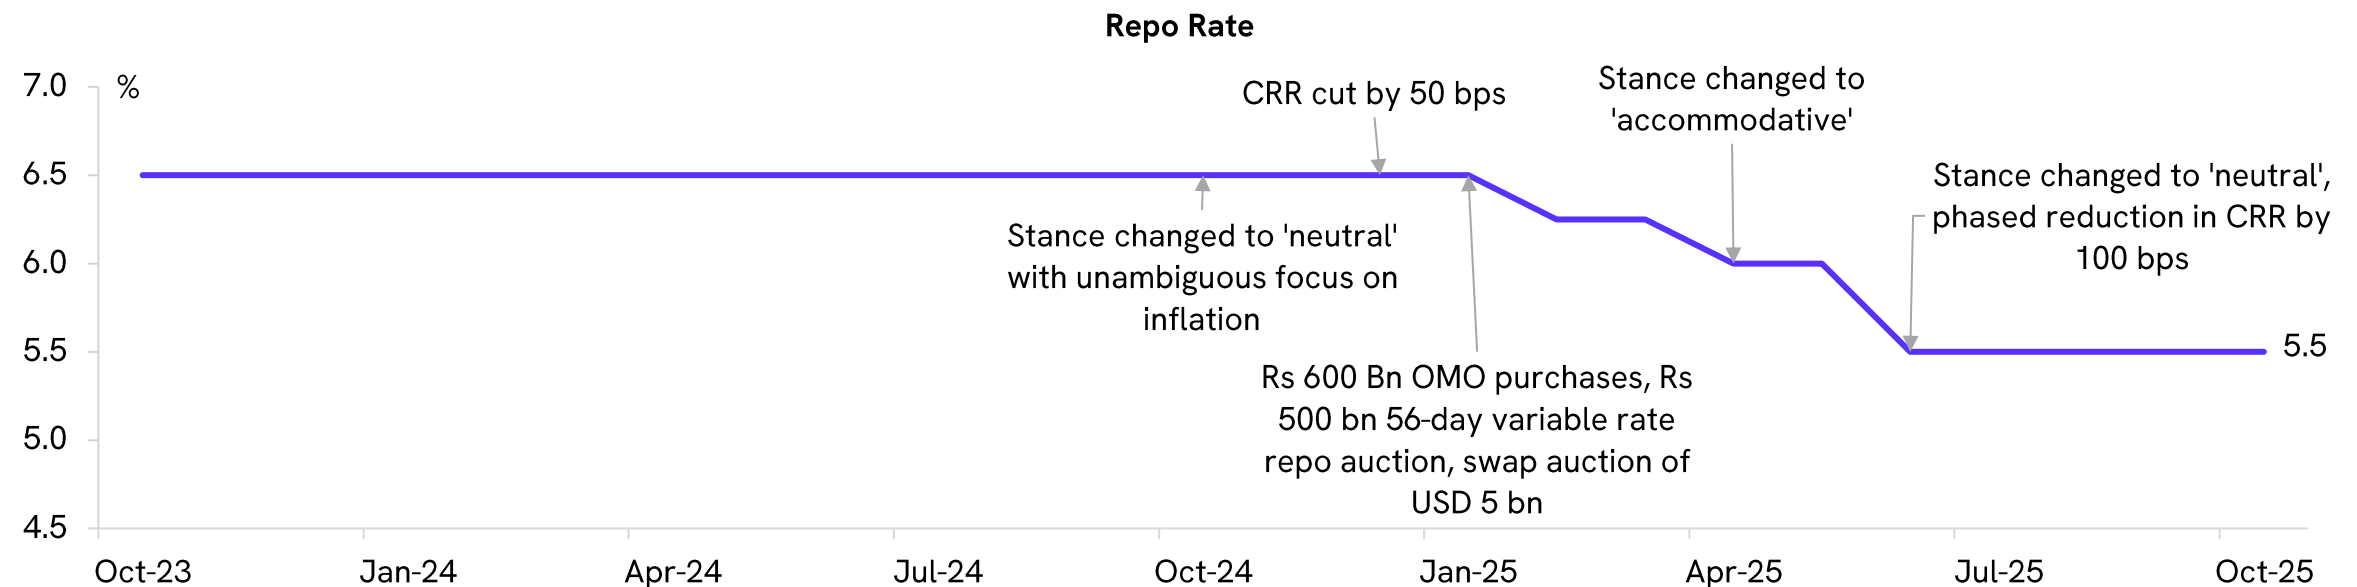 Repo Rate
7.0
%
6.5
6.0
5.5
5.0
4.5
CRR cut by 50 bps
Stance changed to
'accommodative'
Stance changed to 'neutral',
phased reduction in CRR by
100 bps
Stance changed to 'neutral'
with unambiguous focus on
inflation
Rs 600 Bn OMO purchases, Rs
500 bn 56-day variable rate
repo auction, swap auction of
USD 5 bn
5.5
Oct-23
Jan-24
Apr-24
Jul-24
Oct-24
Jan-25
Apr-25
Jul-25
Oct-25